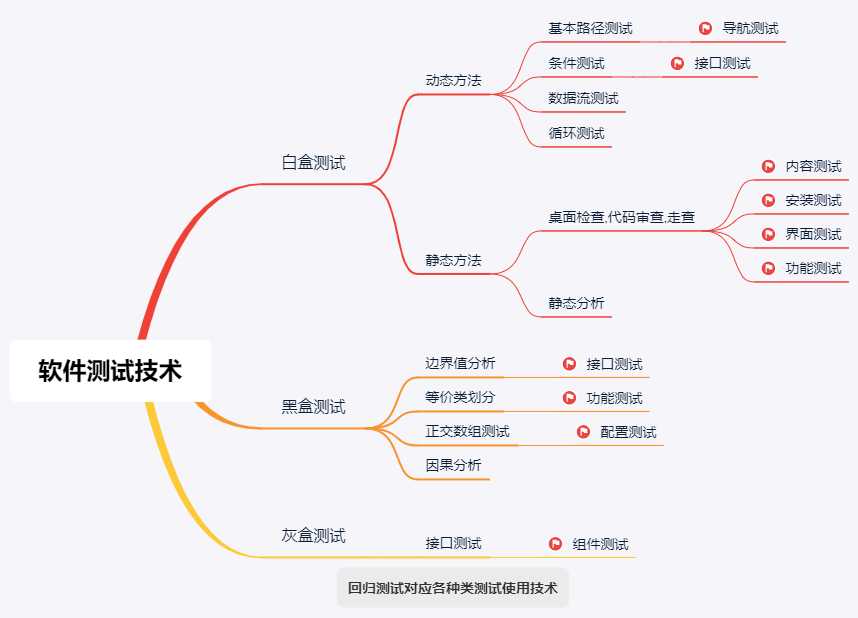 软件测试技术
白盒测试
动态方法
基本路径测试
导航测试
条件测试
接口测试
数据流测试
循环测试
静态方法
桌面检查,代码审查,走查
内容测试
安装测试
界面测试
功能测试
静态分析
黑盒测试
边界值分析
接口测试
等价类划分
功能测试
正交数组测试
配置测试
因果分析
灰盒测试
接口测试
组件测试
回归测试对应各种类测试使用技术